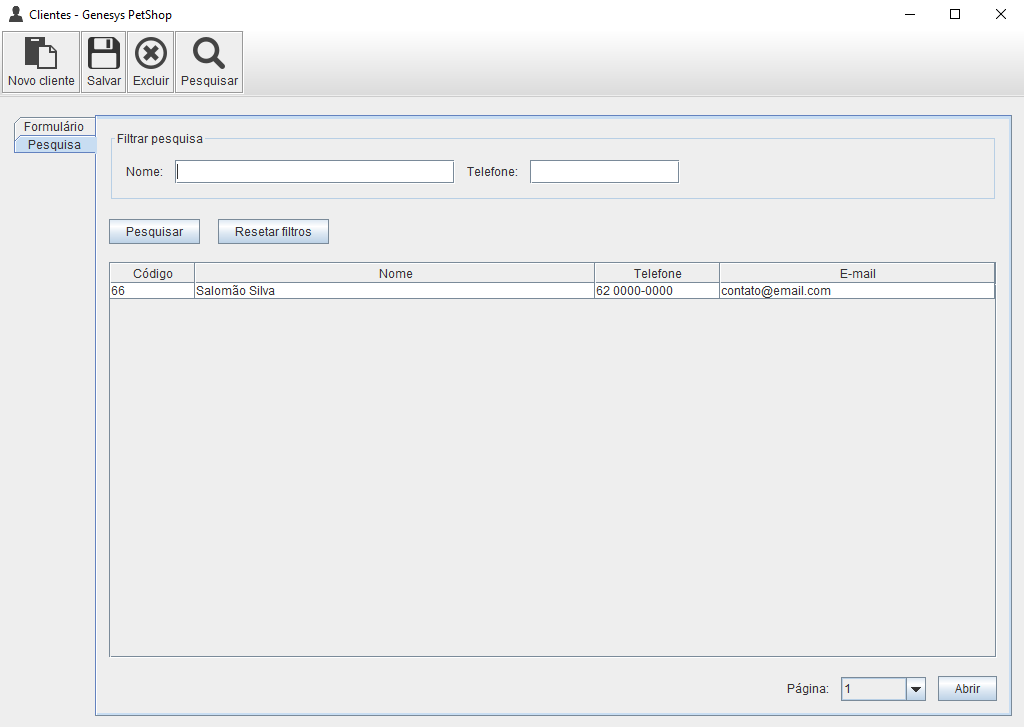 Clientes - Genesys PetShop
Novo cliente Salvar Excluir Pesquisar
Formulário
Pesquisa
Filtrar pesquisa
Nome: Telefone:
Pesquisar Resetar filtros
Código Nome Telefone E-mail
66 Salomão Silva 62 0000-0000 contato@email.com
Página: 1 Abrir